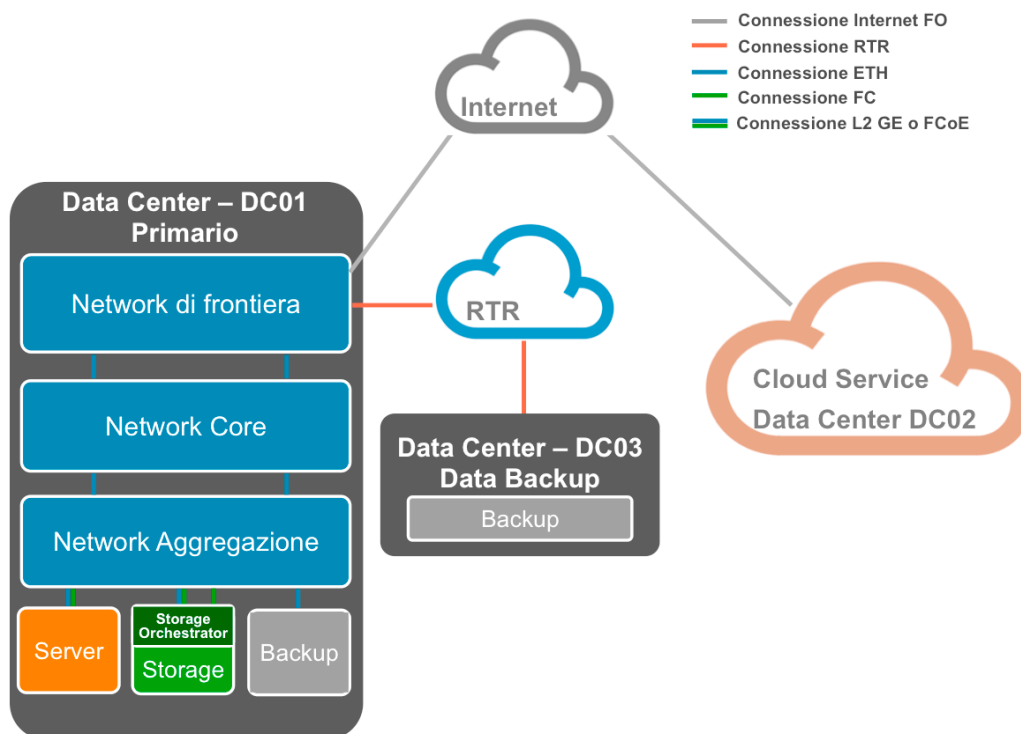 Connessione Internet FO
Connessione RTR
Connessione ETH
Connessione FC
Connessione L2 GE o FCoE
Internet
Data Center – DC01
Primario
Network di frontiera
RTR
Cloud Service
Data Center DC02
Network Core
Data Center – DC03
Data Backup
Backup
Network Aggregazione
Server
Storage
Orchestrator
Storage
Backup